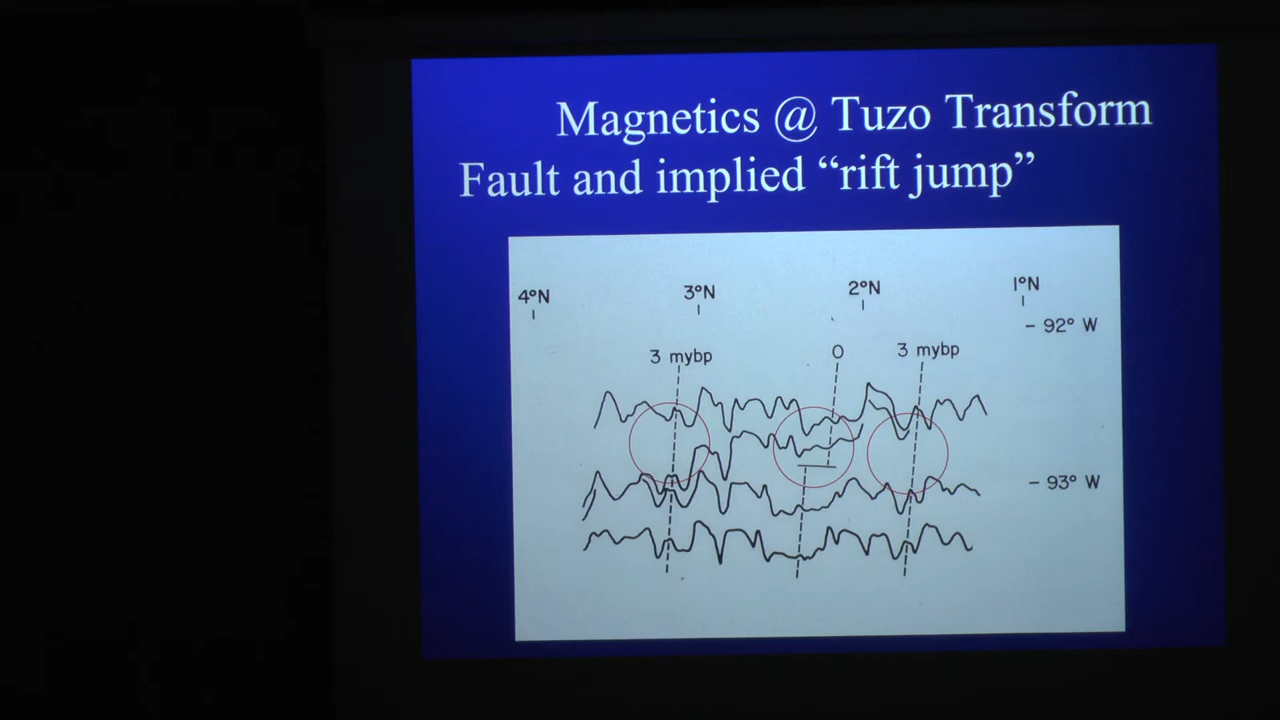 Magnetics @ Tuzo Transform
Fault and implied “rift jump”
4°N 3°N 2°N 1°N
- 92° W
3 mybp 0 3 mybp
- 93° W